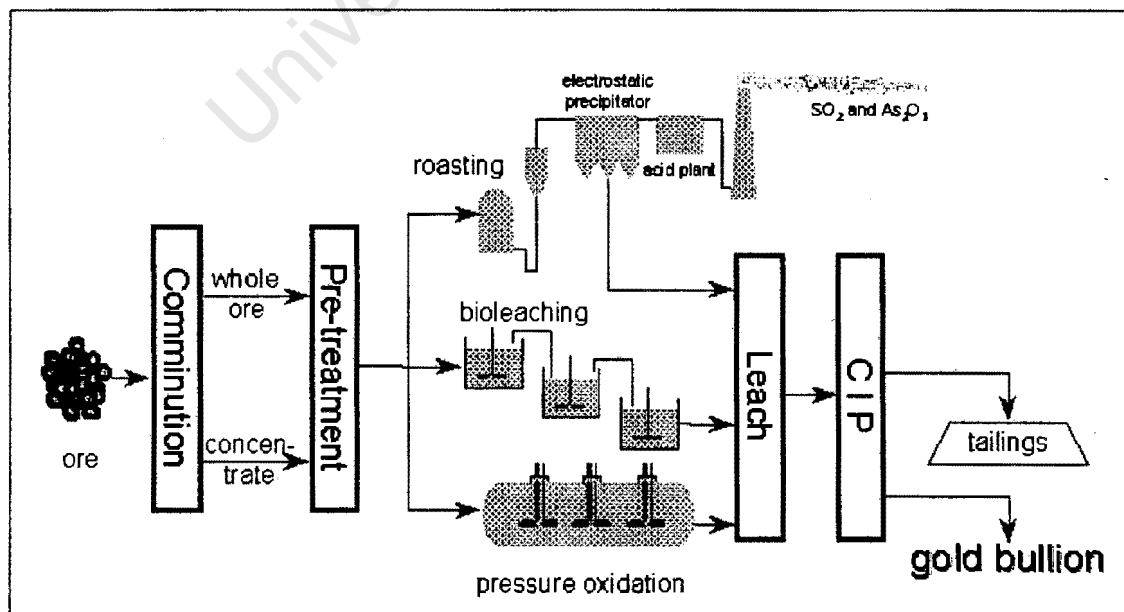 Unive
electrostatic
precipitator
SO₂ and As₂O₃
acid plant
roasting
Comminution
whole
ore
Pre-treatment
bioleaching
Leach
CIP
ore
concen-
trate
tailings
pressure oxidation
gold bullion